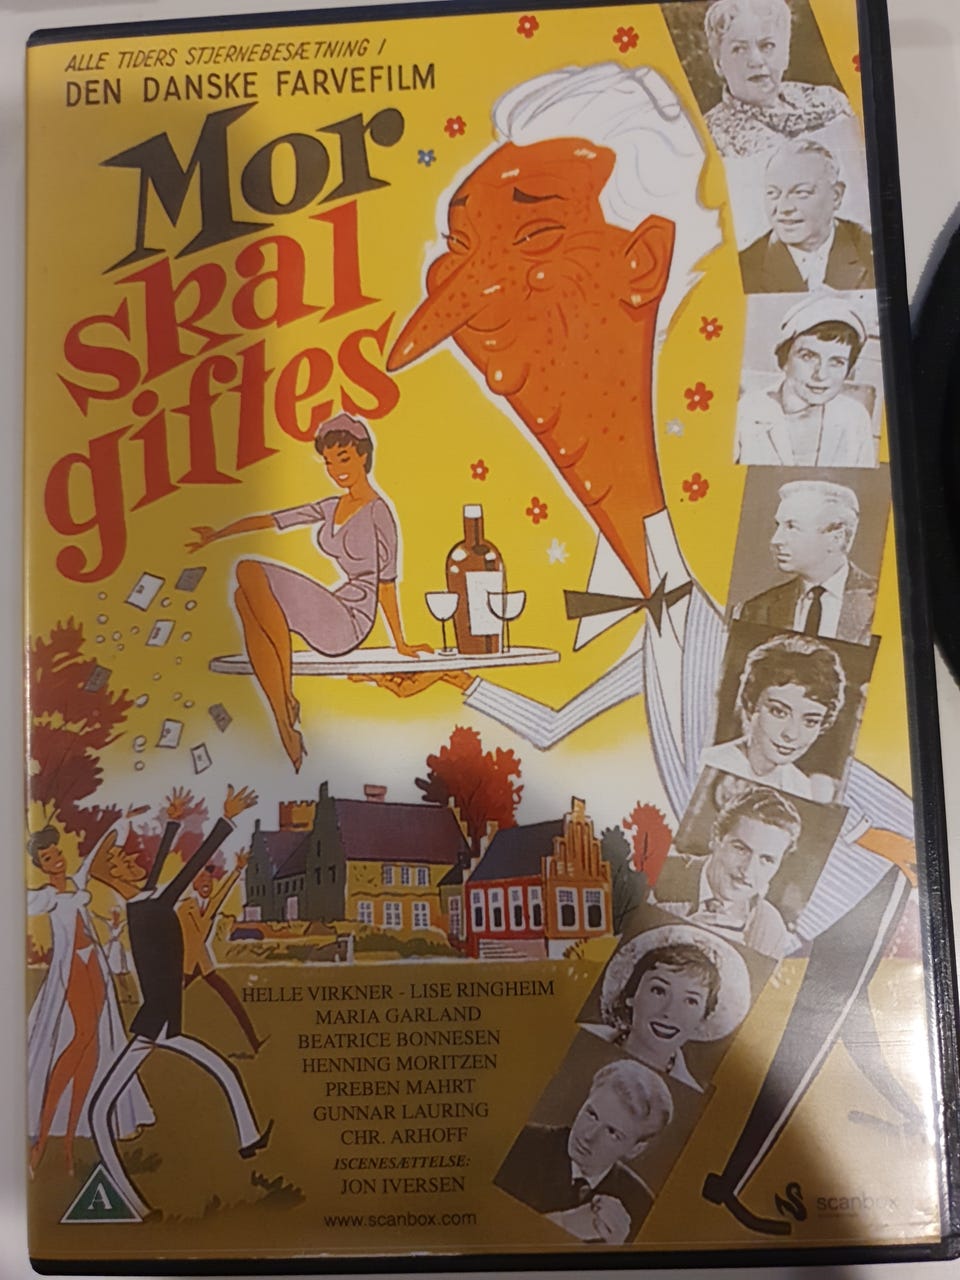 ALLE TIDERS STJERNEBESÆTNING I
DEN DANSKE FARVEFILM
Mor
skal
giftes
HELLE VIRKNER - LISE RINGHEIM
MARIA GARLAND
BEATRICE BONNESEN
HENNING MORITZEN
PREBEN MAHRT
GUNNAR LAURING
CHR. ARHOFF
ISCENESÆTTELSE:
JON IVERSEN
www.scanbox.com
A
scanbox